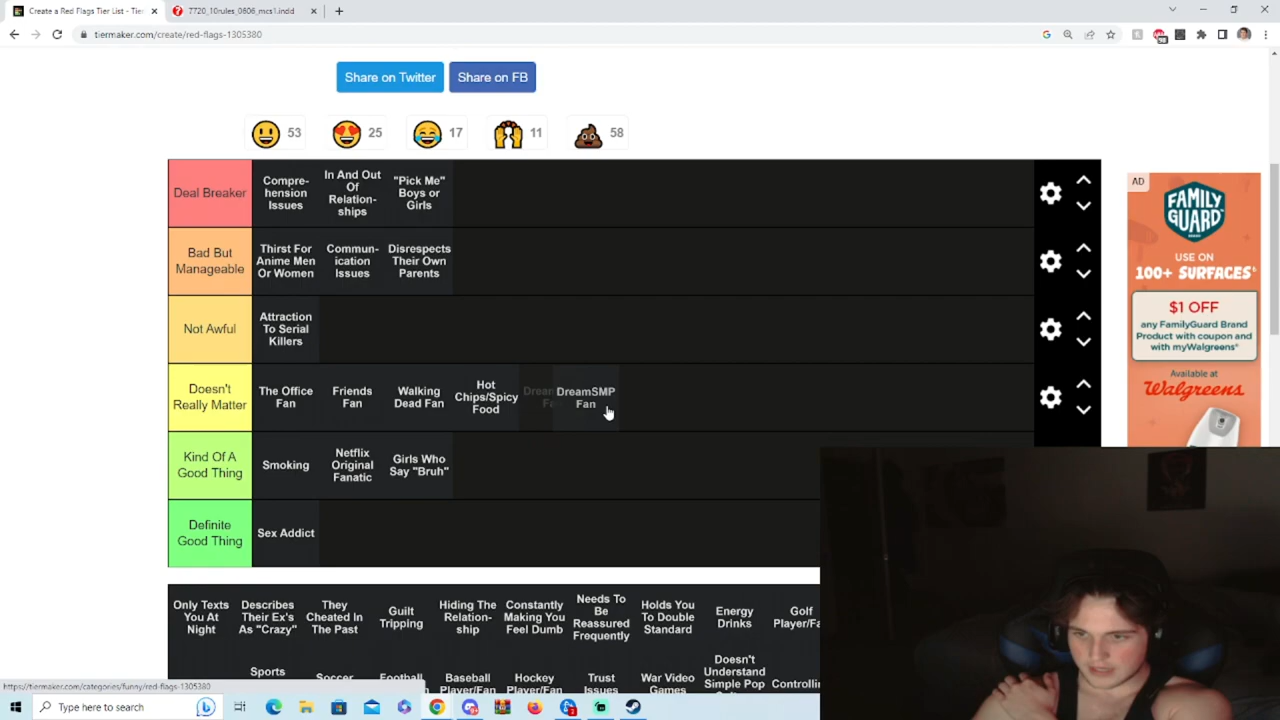 Create a Red Flags Tier List - Tier
7720_10rules_0806_mcs1.indd
tiermaker.com/create/red-flags-1305380
Share on Twitter
Share on FB
53
25
17
11
58
Deal Breaker
Compre-
hension
Issues
In And Out
Of
Relation-
ships
"Pick Me"
Boys or
Girls
Bad But
Manageable
Thirst For
Anime Men
Or Women
Commun-
ication
Issues
Disrespects
Their Own
Parents
Not Awful
Attraction
To Serial
Killers
Doesn't
Really Matter
The Office
Fan
Friends
Fan
Walking
Dead Fan
Hot
Chips/Spicy
Food
DreamSMP
Fan
Kind Of A
Good Thing
Smoking
Netflix
Original
Fanatic
Girls Who
Say "Bruh"
Definite
Good Thing
Sex Addict
AD
FAMILY
GUARD
USE ON
100+ SURFACES*
$1 OFF
any FamilyGuard Brand
Product with coupon and
with myWalgreens*
Available at
Walgreens
Only Texts
You At
Night
Describes
Their Ex's
As "Crazy"
They
Cheated In
The Past
Guilt
Tripping
Hiding The
Relation-
ship
Constantly
Making You
Feel Dumb
Needs To
Be
Reassured
Frequently
Holds You
To Double
Standard
Energy
Drinks
Golf
Player/Fa
Sports
Soccer
Football
Baseball
Player/Fan
Hockey
Player/Fan
Trust
Issues
War Video
Games
Doesn't
Understand
Simple Pop
Controllin
https://tiermaker.com/categories/funny/red-flags-1305380
Type here to search